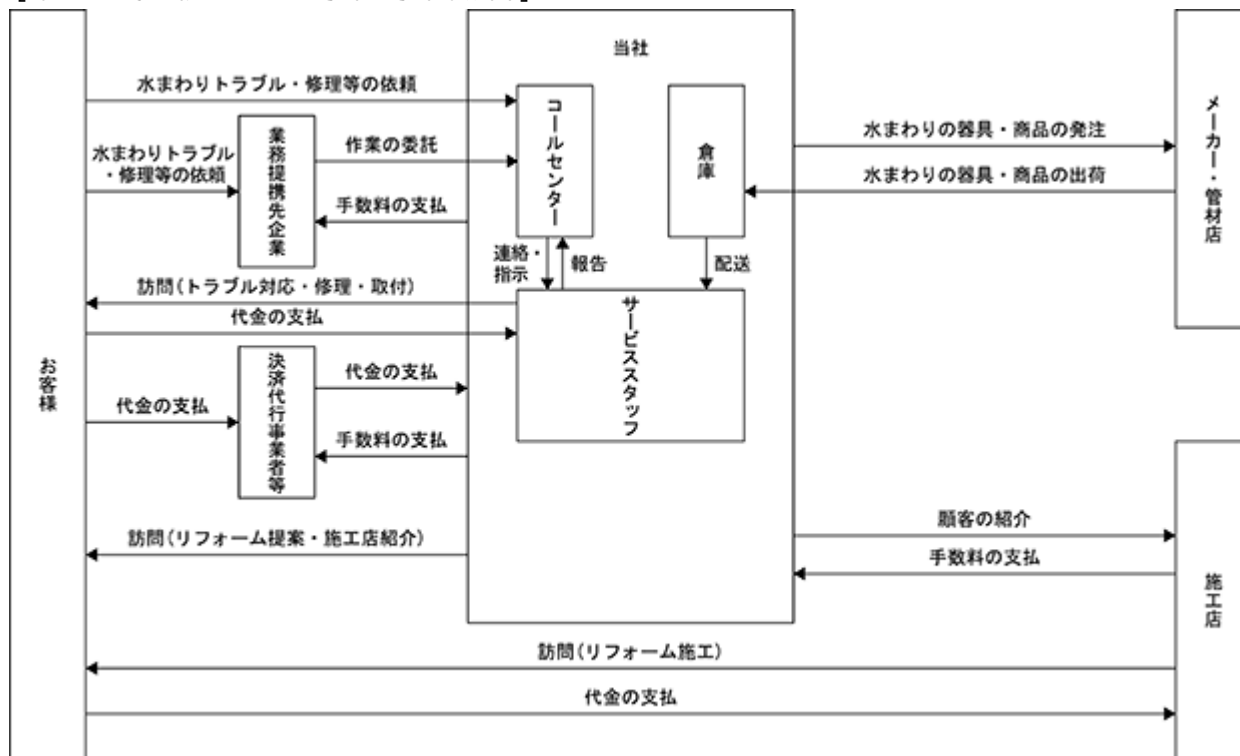 当社
水まわりトラブル・修理等の依頼
コールセンター
倉庫
メーカー・管材店
水まわりトラブル
・修理等の依頼
業務提携先企業
作業の委託
手数料の支払
水まわりの器具・商品の発注
水まわりの器具・商品の出荷
連絡・
指示
報告
配送
訪問(トラブル対応・修理・取付)
代金の支払
サービススタッフ
お客様
代金の支払
決済代行事業者等
代金の支払
手数料の支払
訪問(リフォーム提案・施工店紹介)
顧客の紹介
手数料の支払
施工店
訪問(リフォーム施工)
代金の支払